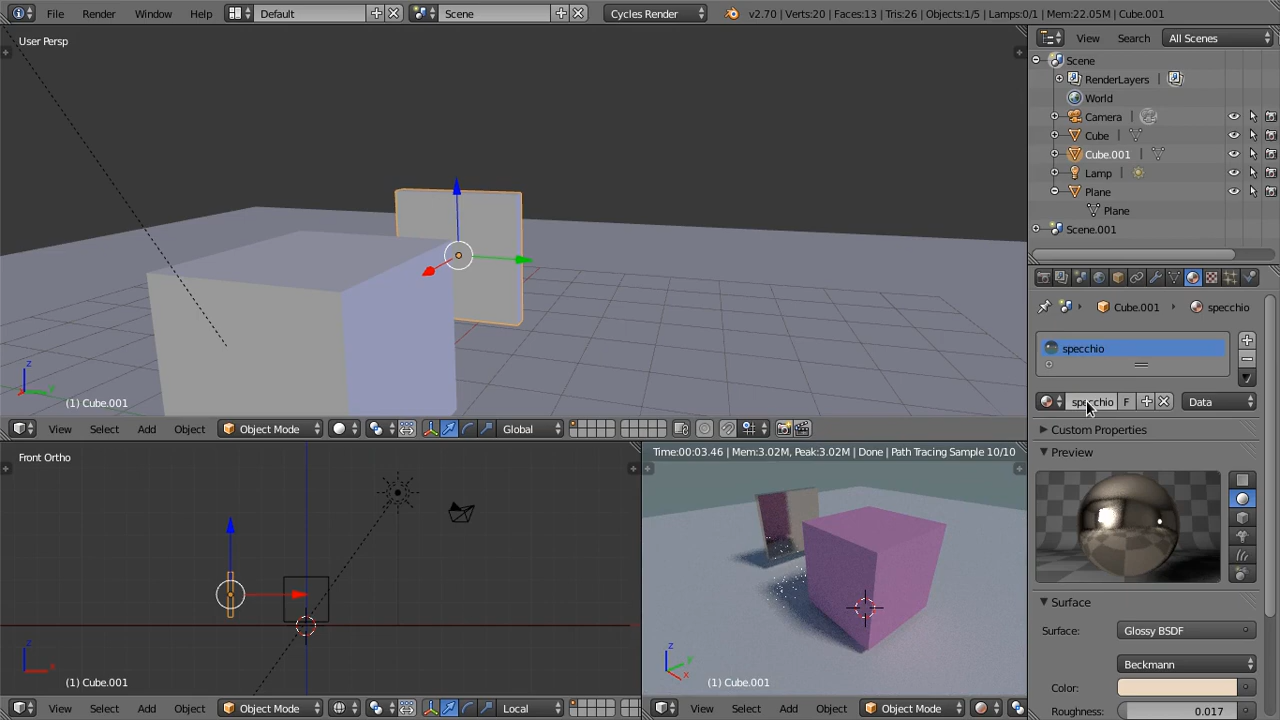 File Render Window Help Default Scene Cycles Render v2.70 | Verts:20 | Faces:13 | Tris:26 | Objects:1/5 | Lamps:0/1 | Mem:22.05M | Cube.001
User Persp
(1) Cube.001
View Select Add Object Object Mode Global
Front Ortho
(1) Cube.001
View Select Add Object Object Mode Local
Time:00:03.46 | Mem:3.02M, Peak:3.02M | Done | Path Tracing Sample 10/10
(1) Cube.001
View Select Add Object Object Mode
View Search All Scenes
Scene
RenderLayers
World
Camera
Cube
Cube.001
Lamp
Plane
Plane
Scene.001
Cube.001 specchio
specchio
specchio F Data
Custom Properties
Preview
Surface
Surface: Glossy BSDF
Beckmann
Color:
Roughness: 0.017